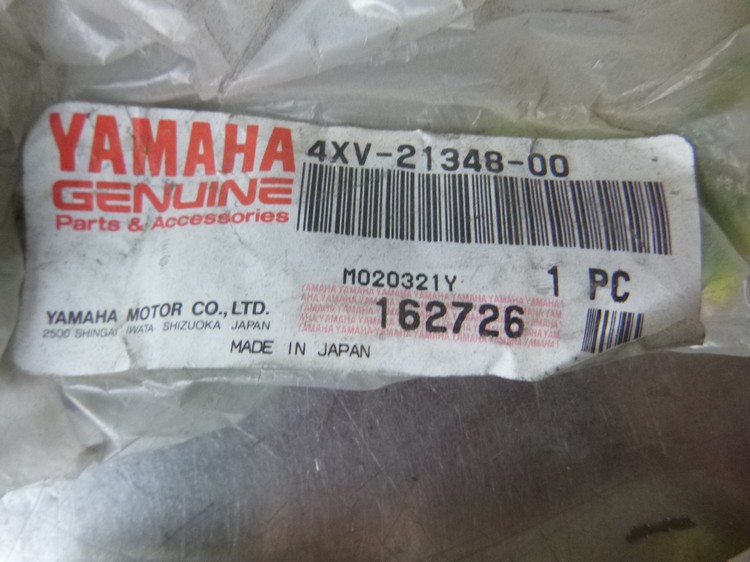 YAMAHA
GENUINE
Parts & Accessories
4XV-21348-00
M020321Y
1 PC
YAMAHA MOTOR CO., LTD.
2500 SHINGAI IWATA SHIZUOKA JAPAN
162726
MADE IN JAPAN